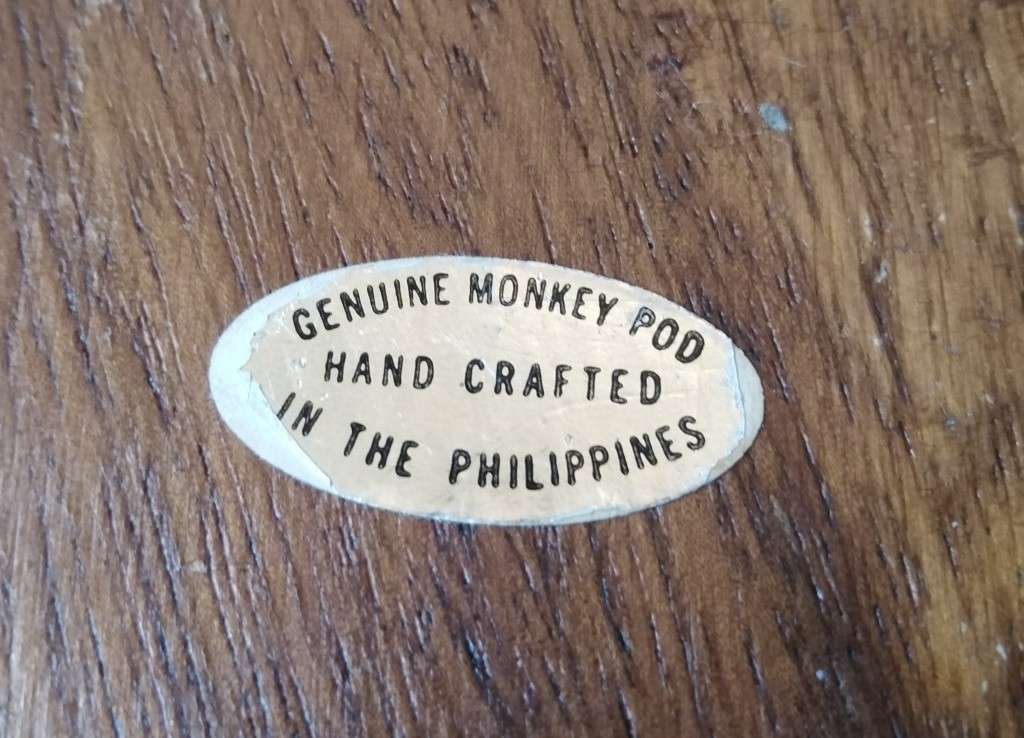 GENUINE MONKEY POD
HAND CRAFTED
IN THE PHILIPPINES